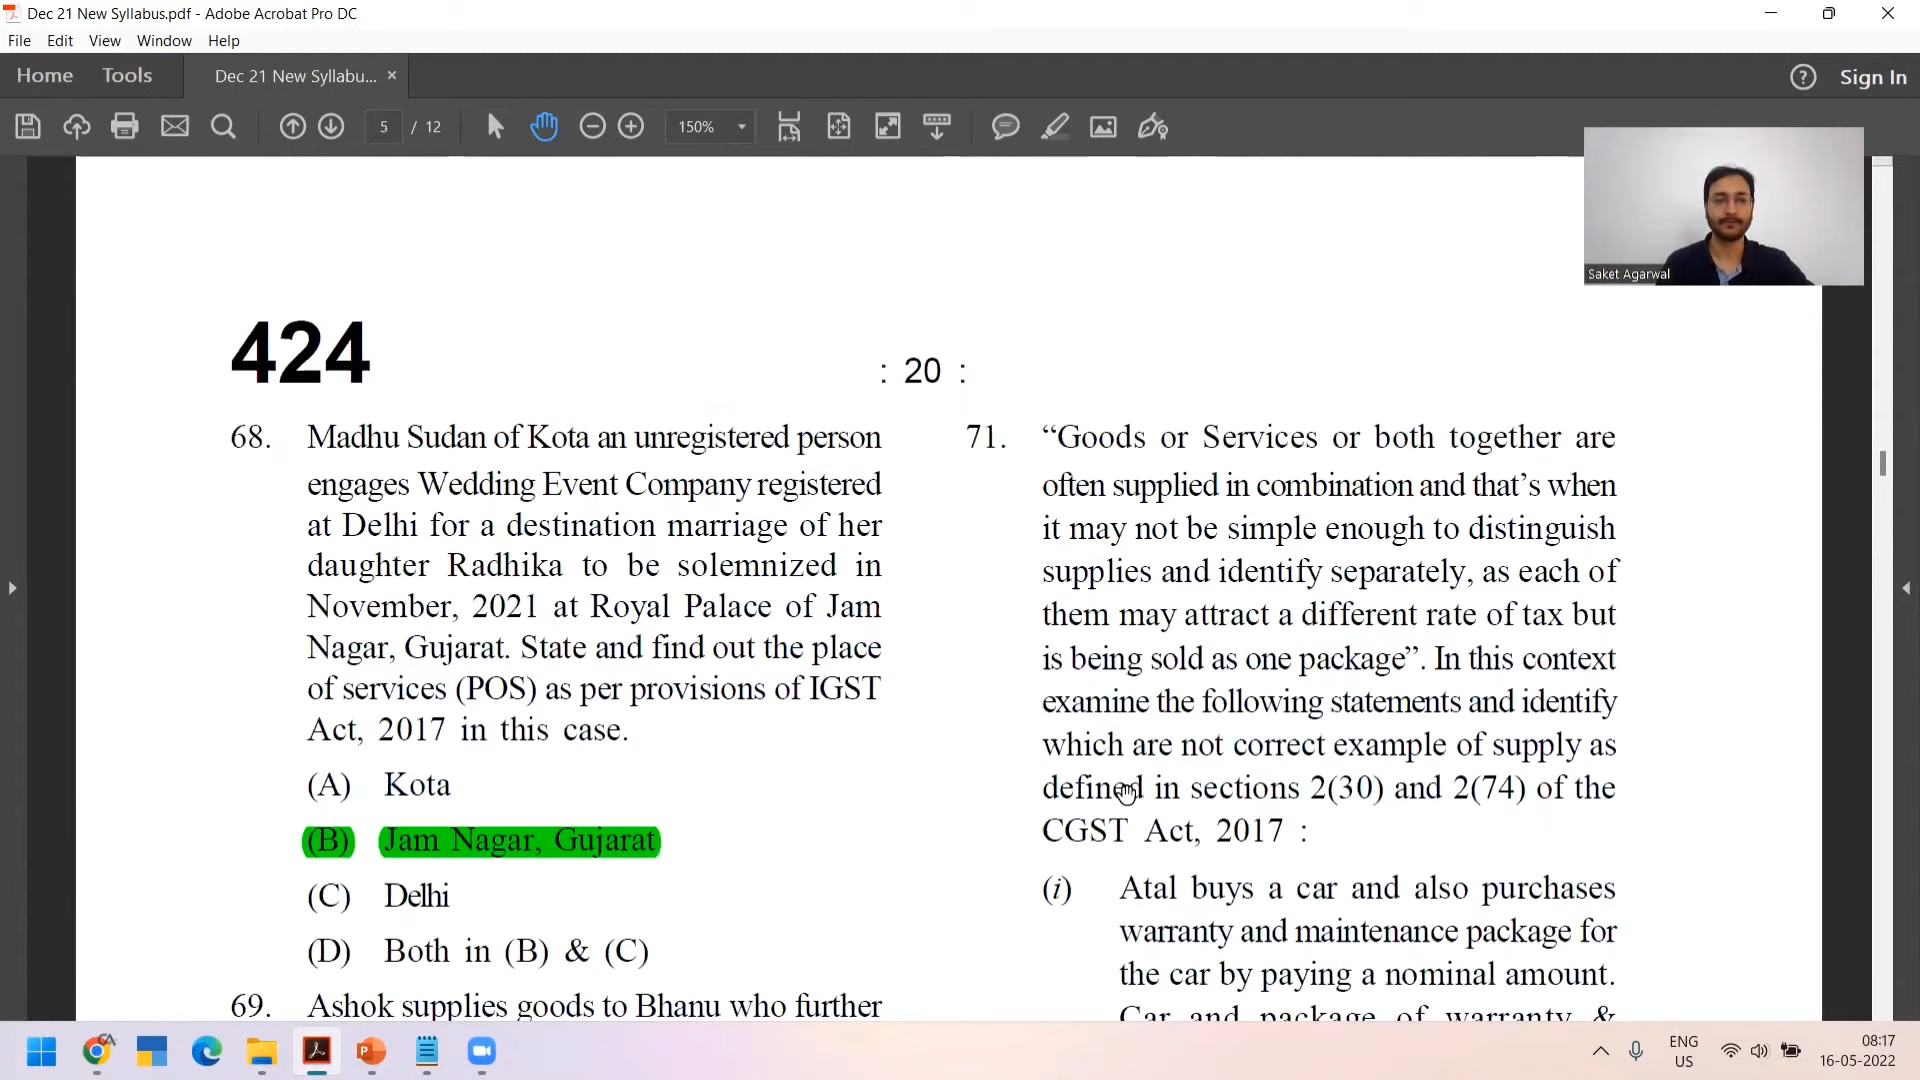 Dec 21 New Syllabus.pdf - Adobe Acrobat Pro DC
File Edit View Window Help
Home Tools Dec 21 New Syllabu... × Sign In
5 / 12 150%
Saket Agarwal
424 : 20 :
68. Madhu Sudan of Kota an unregistered person
engages Wedding Event Company registered
at Delhi for a destination marriage of her
daughter Radhika to be solemnized in
November, 2021 at Royal Palace of Jam
Nagar, Gujarat. State and find out the place
of services (POS) as per provisions of IGST
Act, 2017 in this case.
(A) Kota
(B) Jam Nagar, Gujarat
(C) Delhi
(D) Both in (B) & (C)
69. Ashok supplies goods to Bhanu who further
71. “Goods or Services or both together are
often supplied in combination and that’s when
it may not be simple enough to distinguish
supplies and identify separately, as each of
them may attract a different rate of tax but
is being sold as one package”. In this context
examine the following statements and identify
which are not correct example of supply as
defined in sections 2(30) and 2(74) of the
CGST Act, 2017 :
(i) Atal buys a car and also purchases
warranty and maintenance package for
the car by paying a nominal amount.
Car and package of warranty &
ENG
US
08:17
16-05-2022